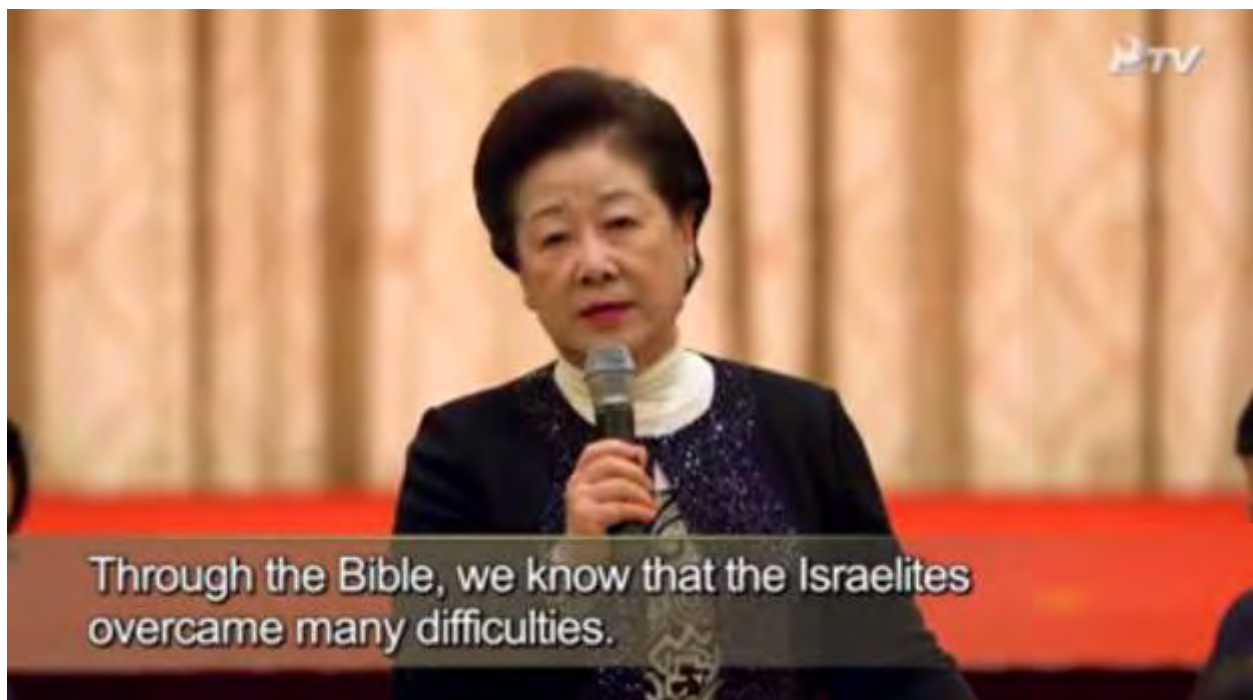 TV
Through the Bible, we know that the Israelites
overcame many difficulties.